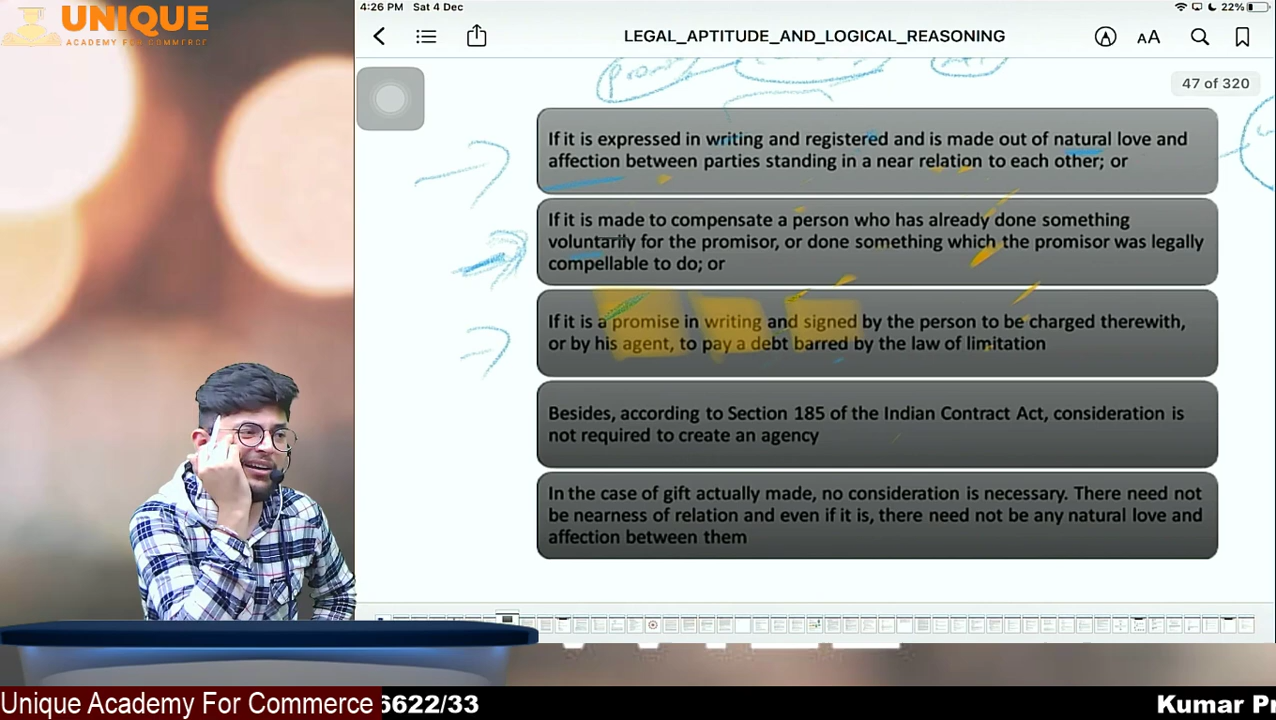 UNIQUE
ACADEMY FOR COMMERCE
4:26 PM Sat 4 Dec
22%
LEGAL_APTITUDE_AND_LOGICAL_REASONING
AA
47 of 320
If it is expressed in writing and registered and is made out of natural love and
affection between parties standing in a near relation to each other; or
If it is made to compensate a person who has already done something
voluntarily for the promisor, or done something which the promisor was legally
compellable to do; or
If it is a promise in writing and signed by the person to be charged therewith,
or by his agent, to pay a debt barred by the law of limitation
Besides, according to Section 185 of the Indian Contract Act, consideration is
not required to create an agency
In the case of gift actually made, no consideration is necessary. There need not
be nearness of relation and even if it is, there need not be any natural love and
affection between them
Unique Academy For Commerce
6622/33
Kumar